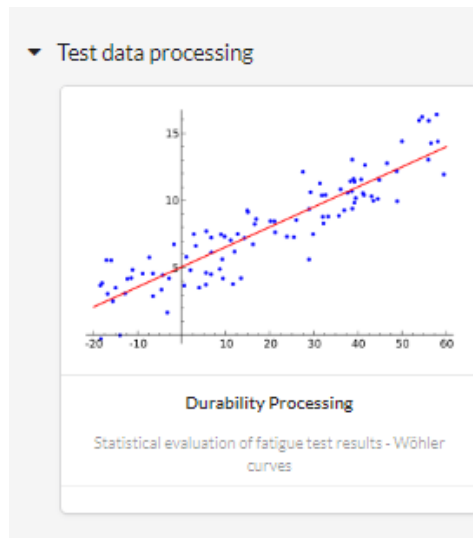 Test data processing
15
10
5
-20 -10 10 20 30 40 50 60
Durability Processing
Statistical evaluation of fatigue test results - Wöhler
curves